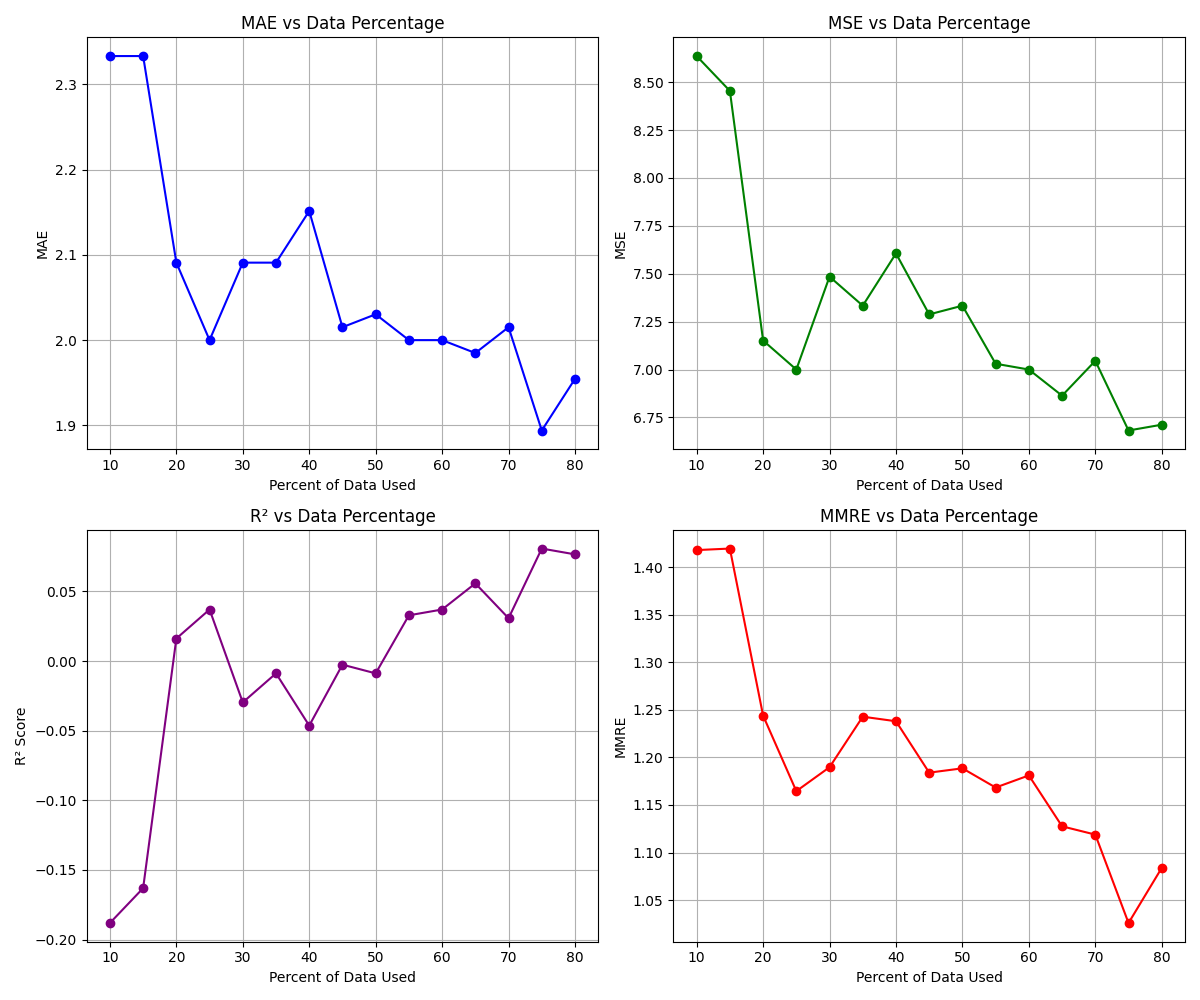 MAE vs Data Percentage
2.3
2.2
2.1
2.0
1.9
MAE
10 20 30 40 50 60 70 80
Percent of Data Used
MSE vs Data Percentage
8.50
8.25
8.00
7.75
7.50
7.25
7.00
6.75
MSE
10 20 30 40 50 60 70 80
Percent of Data Used
R² vs Data Percentage
0.05
0.00
−0.05
−0.10
−0.15
−0.20
R² Score
10 20 30 40 50 60 70 80
Percent of Data Used
MMRE vs Data Percentage
1.40
1.35
1.30
1.25
1.20
1.15
1.10
1.05
MMRE
10 20 30 40 50 60 70 80
Percent of Data Used